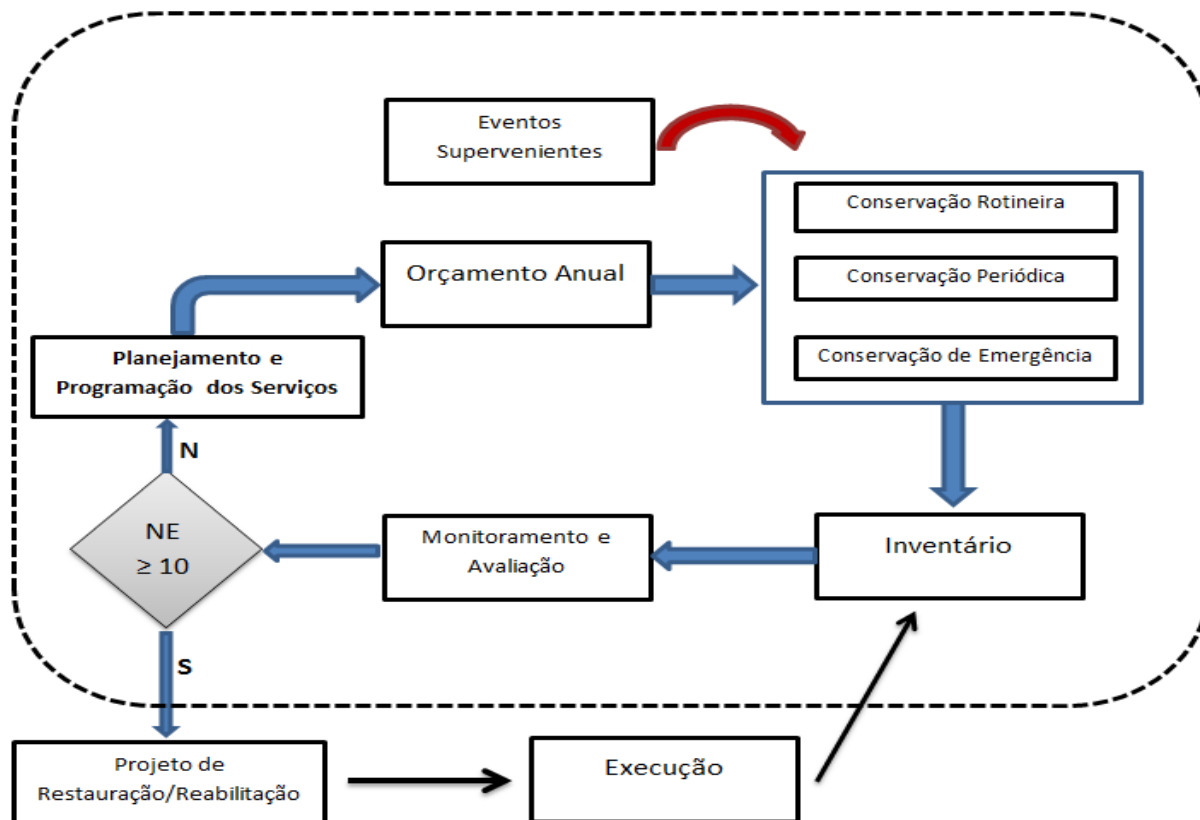 Eventos
Supervenientes
Conservação Rotineira
Orçamento Anual
Conservação Periódica
Conservação de Emergência
Planejamento e
Programação dos Serviços
N
NE
≥ 10
Monitoramento e
Avaliação
Inventário
S
Projeto de
Restauração/Reabilitação
Execução